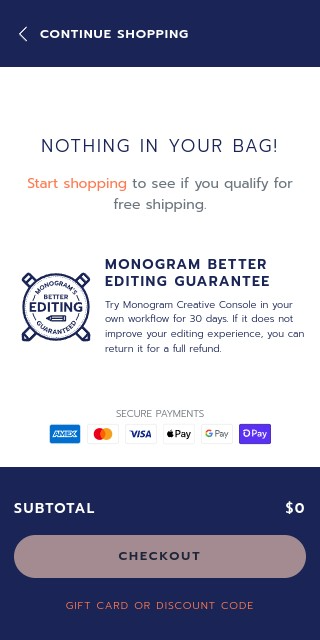 CONTINUE SHOPPING
NOTHING IN YOUR BAG!
Start shopping to see if you qualify for
free shipping.
MONOGRAM'S
BETTER
EDITING
GUARANTEED
MONOGRAM BETTER
EDITING GUARANTEE
Try Monogram Creative Console in your
own workflow for 30 days. If it does not
improve your editing experience, you can
return it for a full refund.
SECURE PAYMENTS
AMEX VISA Pay G Pay Pay
SUBTOTAL $0
CHECKOUT
GIFT CARD OR DISCOUNT CODE